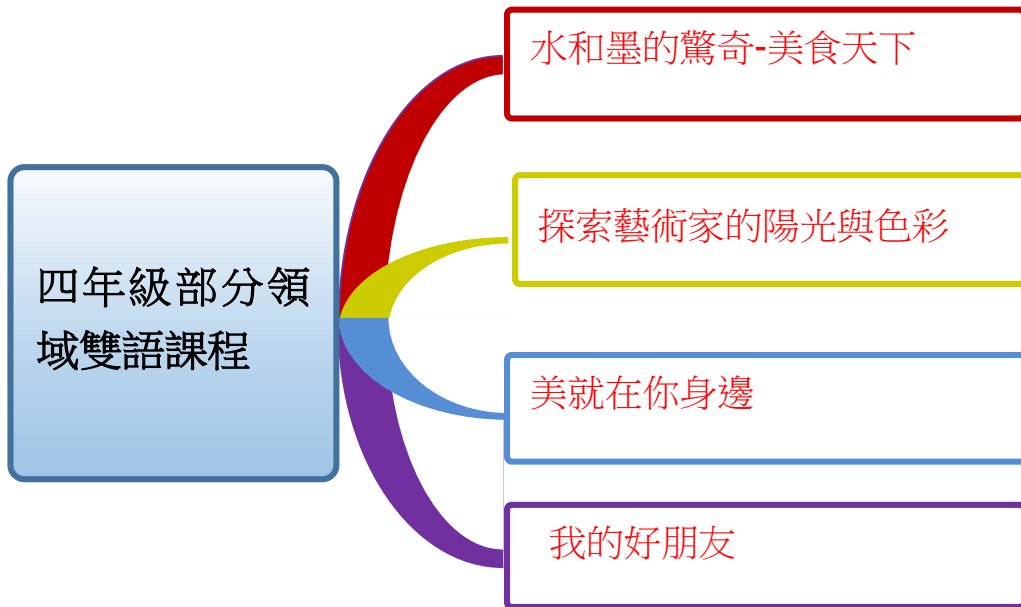 四年級部分領
域雙語課程
水和墨的驚奇-美食天下
探索藝術家的陽光與色彩
美就在你身邊
我的好朋友